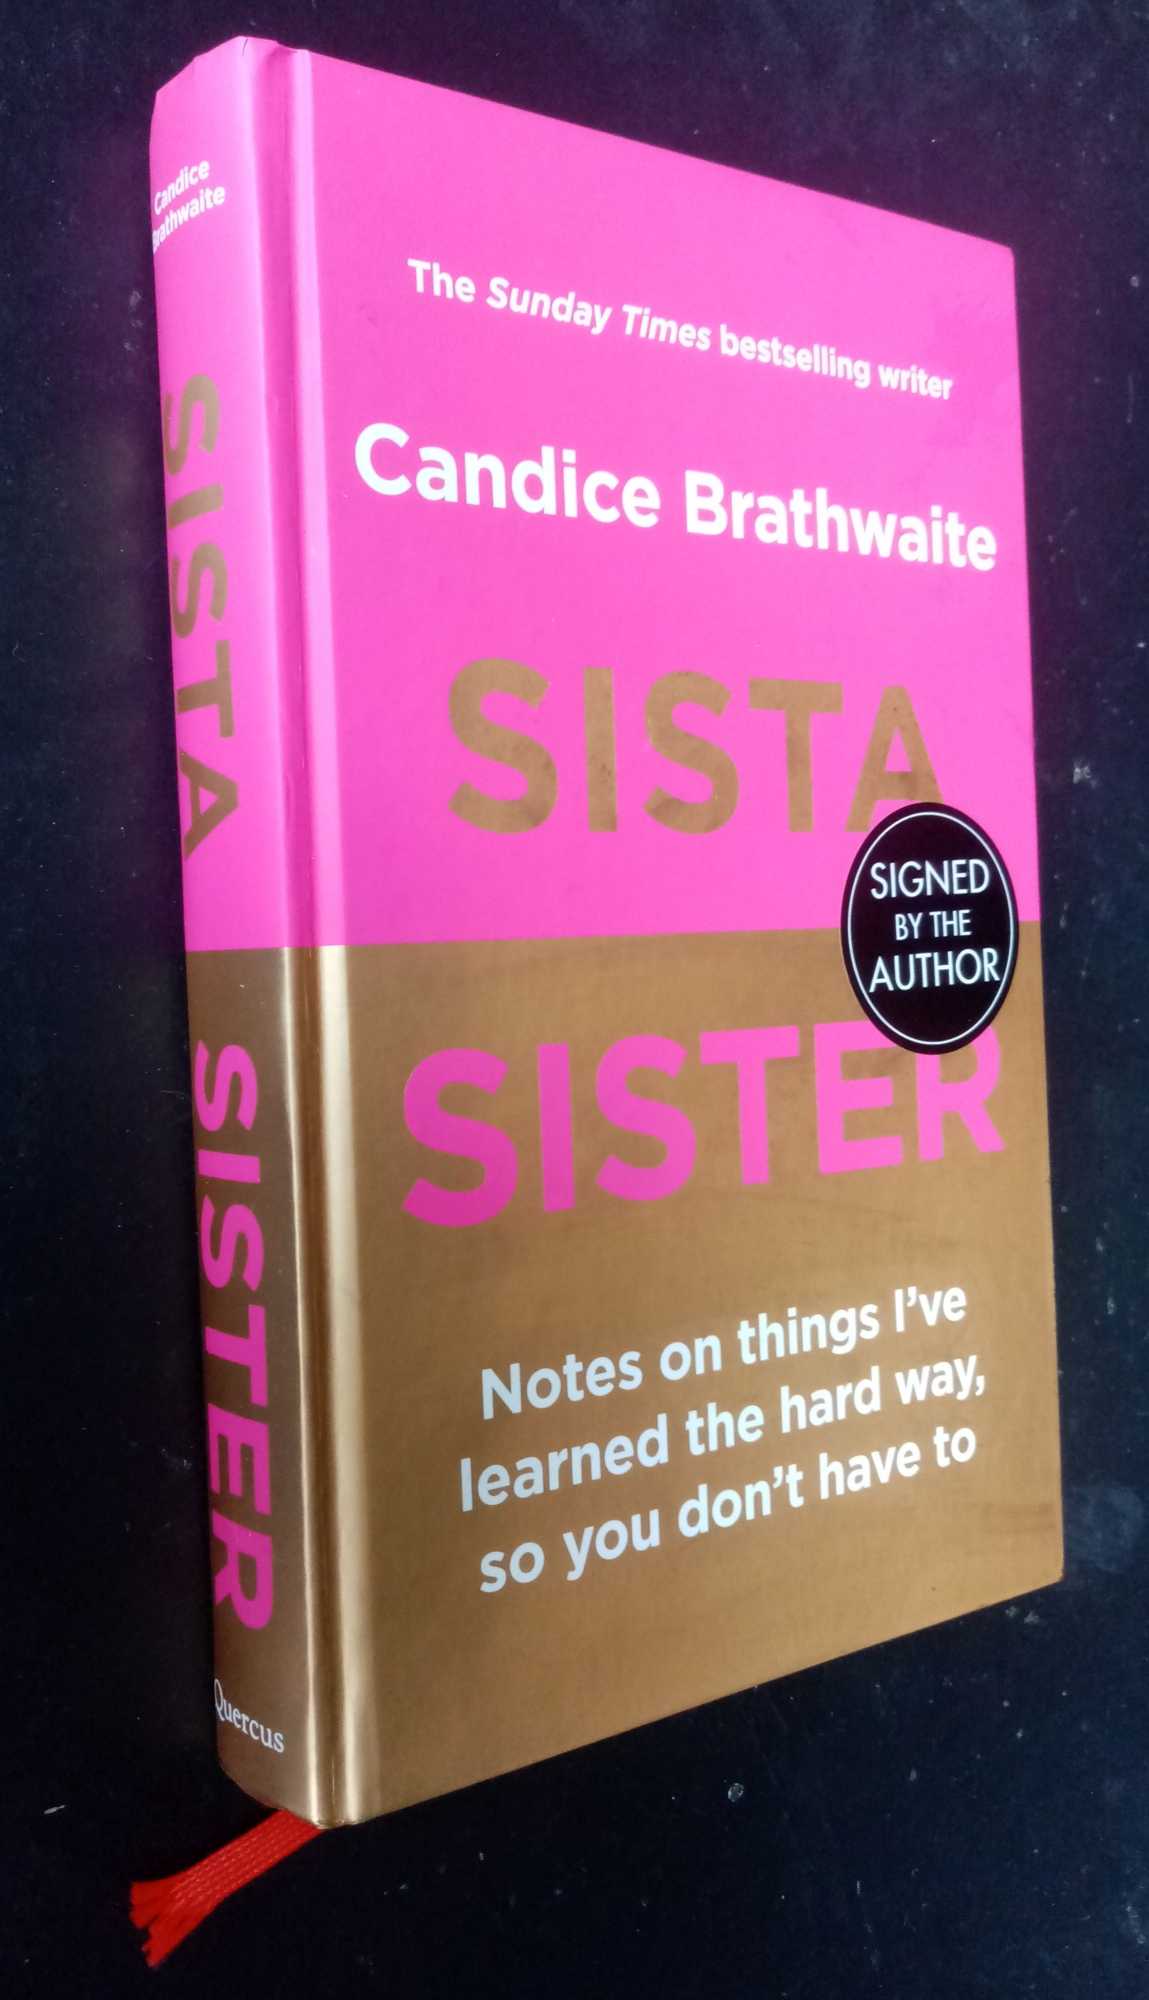 Candice
Brathwaite
SISTA
SISTER
Quercus
The Sunday Times bestselling writer
Candice Brathwaite
SISTA
SIGNED
BY THE
AUTHOR
SISTER
Notes on things I've
learned the hard way,
so you don't have to